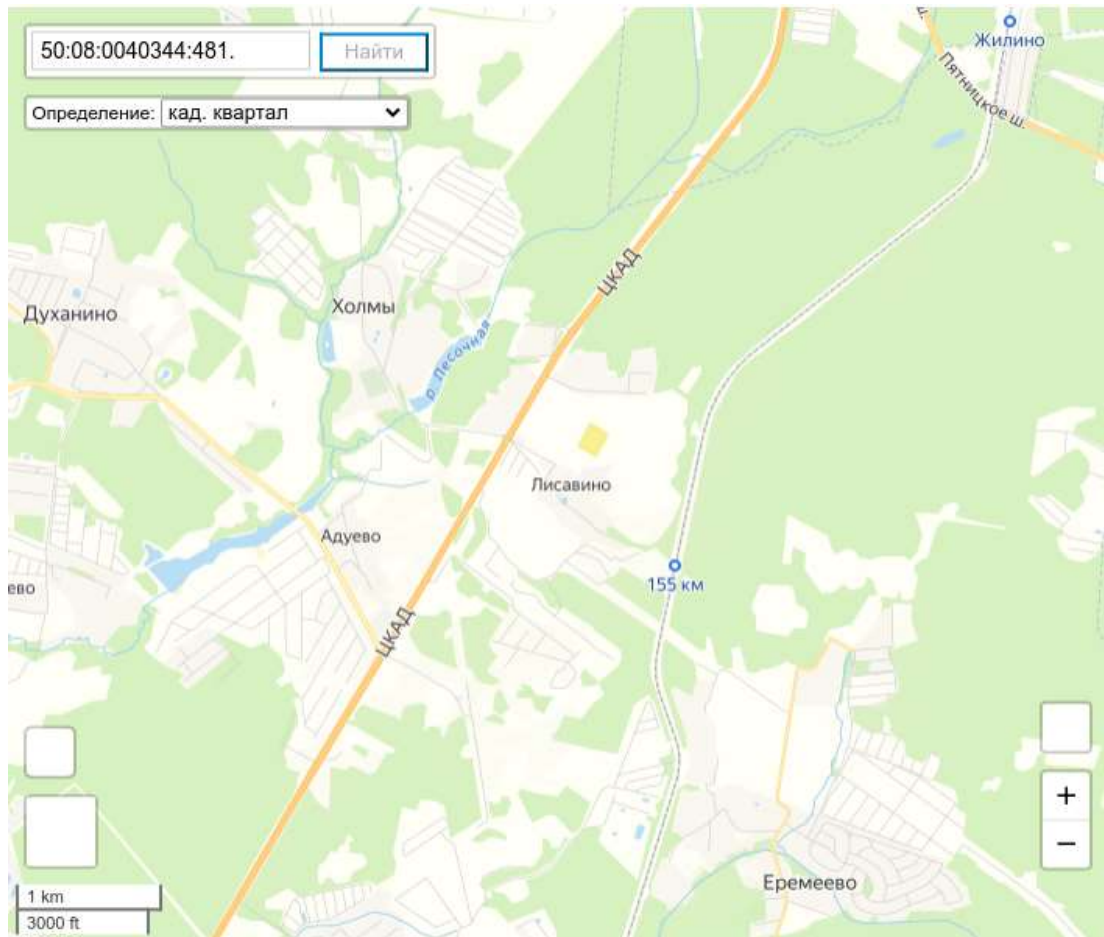 50:08:0040344:481.
Найти
Определение: кад. квартал
Жилино
Пятницкое ш.
ЦКАД
Холмы
Духанино
р. Песочная
Лисавино
Адуево
155 км
ево
ЦКАД
+
−
Еремеево
1 km
3000 ft